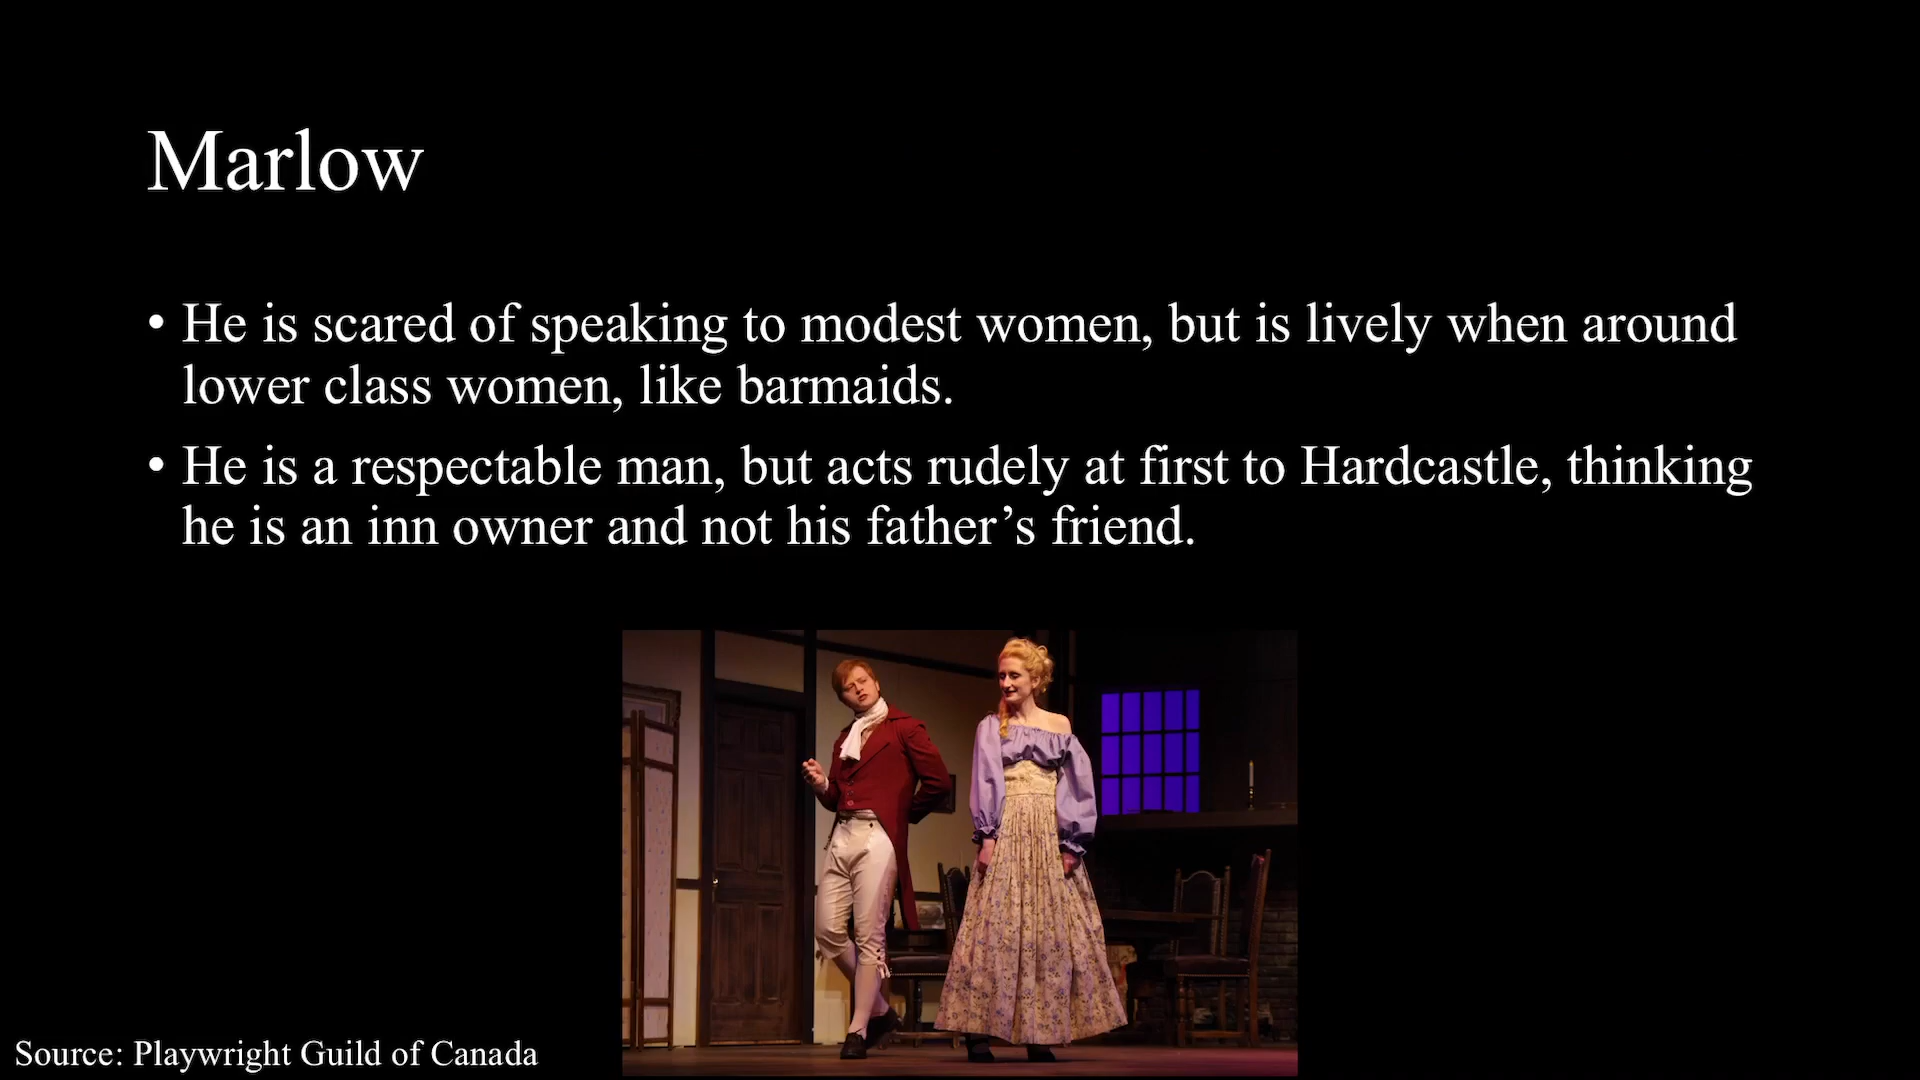 Marlow
• He is scared of speaking to modest women, but is lively when around
lower class women, like barmaids.
• He is a respectable man, but acts rudely at first to Hardcastle, thinking
he is an inn owner and not his father’s friend.
Source: Playwright Guild of Canada